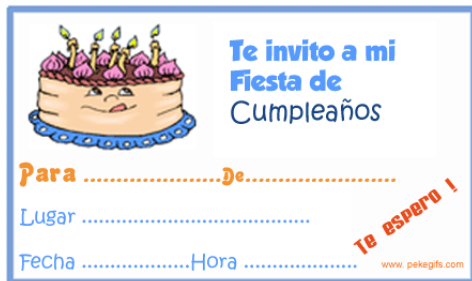 Te invito a mi
Fiesta de
Cumpleaños
Para ......................De........................
Lugar ......................................
Fecha ..................Hora ...................
Te espero !
www. pekegifs.com